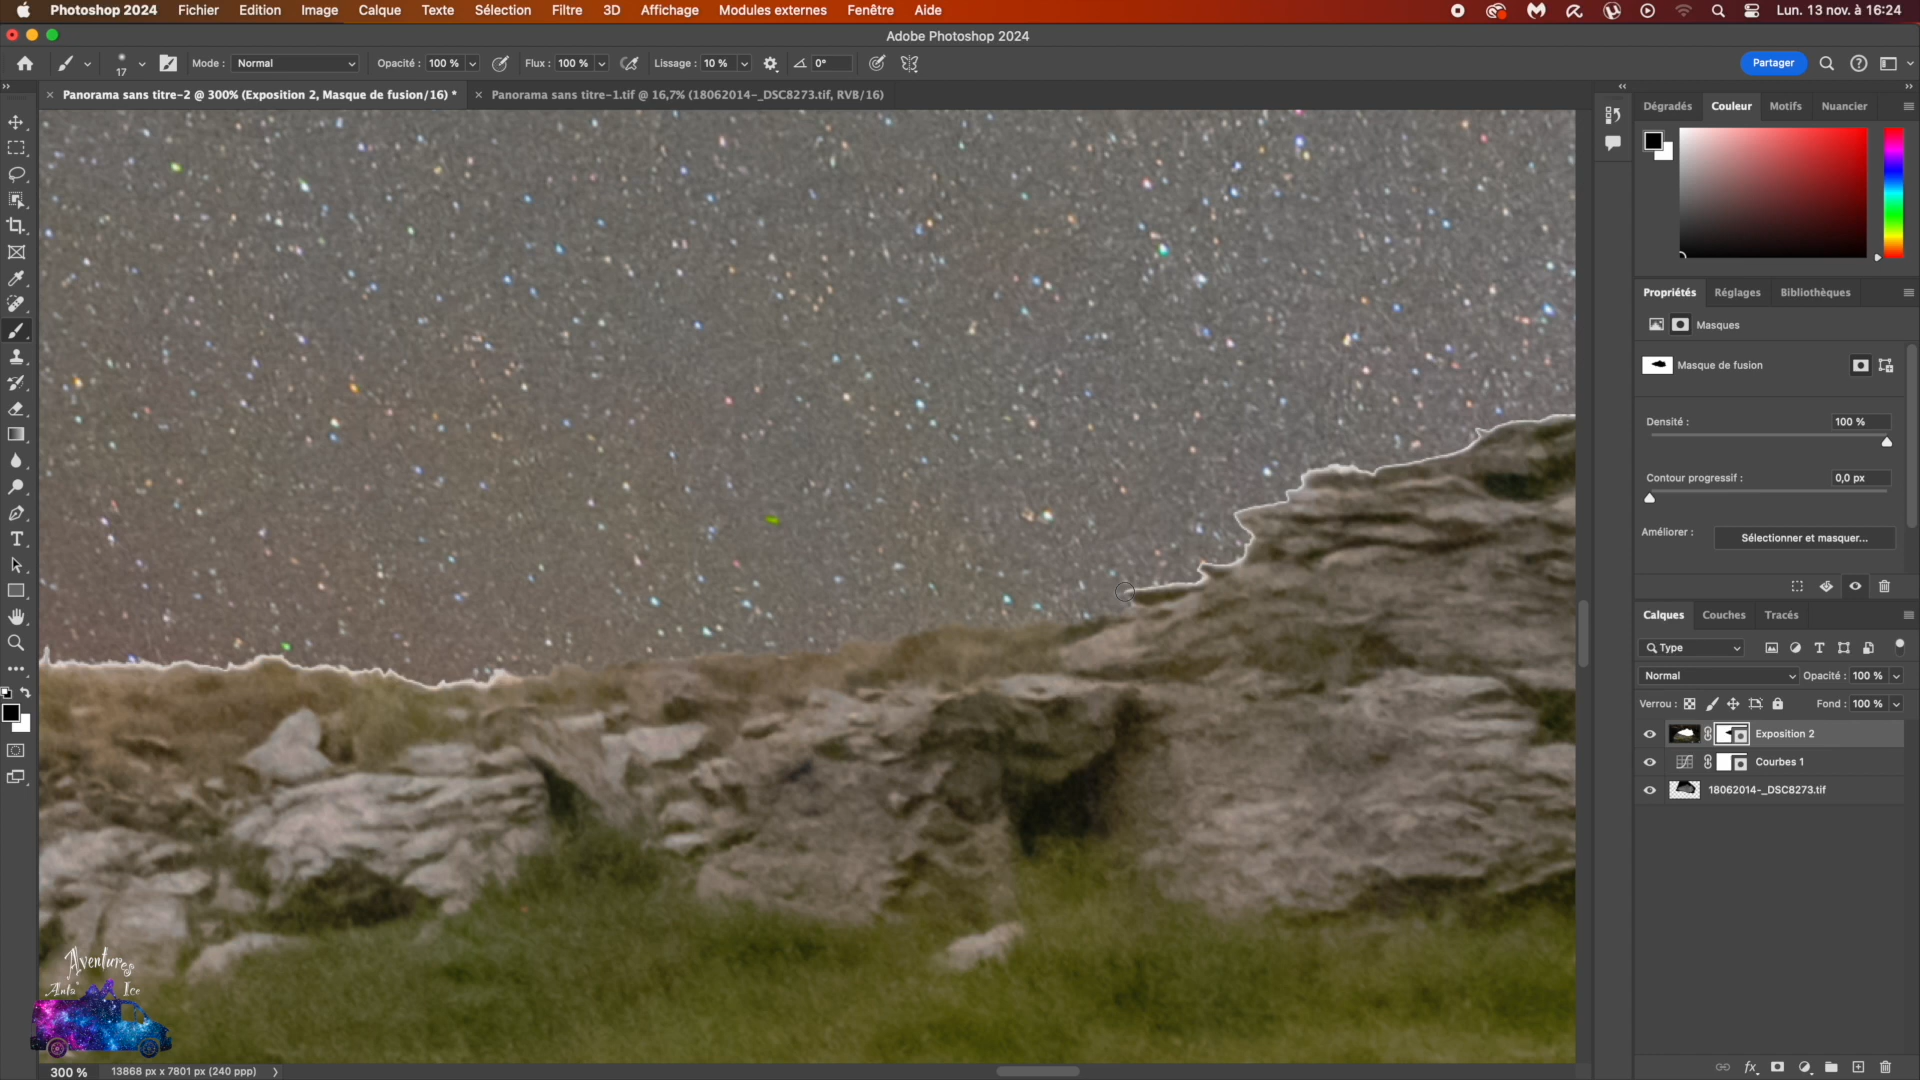 Photoshop 2024 Fichier Edition Image Calque Texte Sélection Filtre 3D Affichage Modules externes Fenêtre Aide Lun. 13 nov. à 16:24
Adobe Photoshop 2024
17 Mode : Normal Opacité : 100 % Flux : 100 % Lissage : 10 % 0° Partager
Panorama sans titre-2 @ 300% (Exposition 2, Masque de fusion/16) * Panorama sans titre-1.tif @ 16,7% (18062014-_DSC8273.tif, RVB/16)
Dégradés Couleur Motifs Nuancier
Propriétés Réglages Bibliothèques
Masques
Masque de fusion
Densité : 100 %
Contour progressif : 0,0 px
Améliorer : Sélectionner et masquer...
Calques Couches Tracés
Type
Normal Opacité : 100 %
Verrou : Fond : 100 %
Exposition 2
Courbes 1
18062014-_DSC8273.tif
Aventures
Anta' Ice
300 % 13868 px x 7801 px (240 ppp)